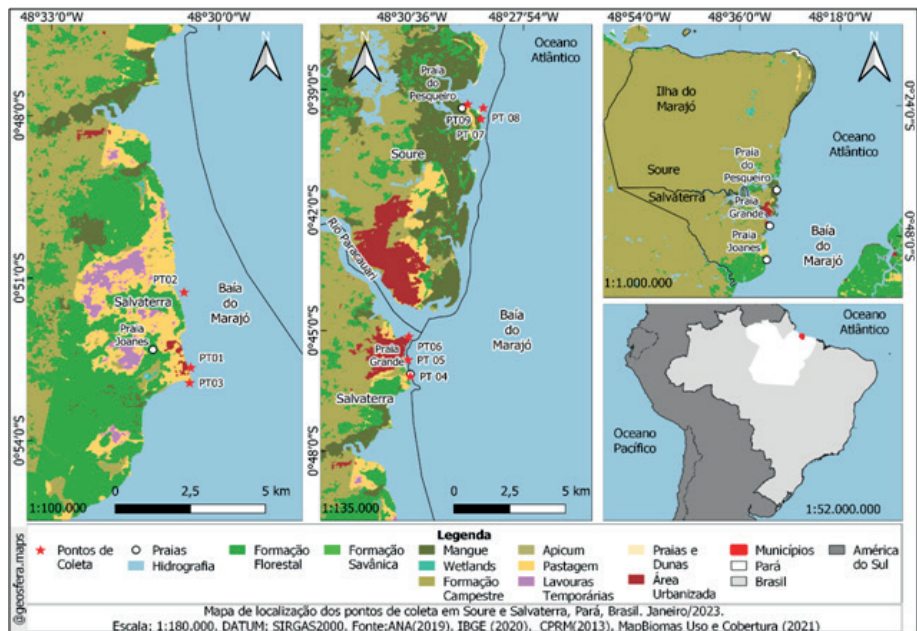 48°33'0"O
48°30'0"O
0°48'0"S
0°51'0"S
0°54'0"S
N
PT02
Salvaterra
Baía
do
Marajó
Praia
Joanes
PT01
PT03
0
2,5
5 km
1:100.000
48°30'36"O
48°27'54"O
0°39'0"S
0°42'0"S
0°45'0"S
0°48'0"S
Oceano
Atlântico
N
Praia
do
Pesqueiro
PT09
PT 08
PT 07
Soure
Rio Paracauari
Baía
do
Marajó
PT06
PT 05
PT 04
Praia
Grande
Salvaterra
0
2,5
5 km
1:135.000
48°54'0"O
48°36'0"O
48°18'0"O
0°24'0"S
0°48'0"S
N
Ilha do
Marajó
Oceano
Atlântico
Soure
Praia do
Pesqueiro
Salvaterra
Praia
Grande
Praia
Joanes
Baía
do
Marajó
1:1.000.000
Oceano
Atlântico
Oceano
Pacífico
1:52.000.000
@geosfera.maps
Legenda
Pontos de
Coleta
Praias
Hidrografia
Formação
Florestal
Formação
Savânica
Mangue
Wetlands
Formação
Campestre
Apicum
Pastagem
Lavouras
Temporárias
Praias e
Dunas
Área
Urbanizada
Municípios
Pará
Brasil
América
do Sul
Mapa de localização dos pontos de coleta em Soure e Salvaterra, Pará, Brasil. Janeiro/2023.
Escala: 1:180.000. DATUM: SIRGAS2000. Fonte:ANA(2019), IBGE (2020), CPRM(2013), MapBiomas Uso e Cobertura (2021)